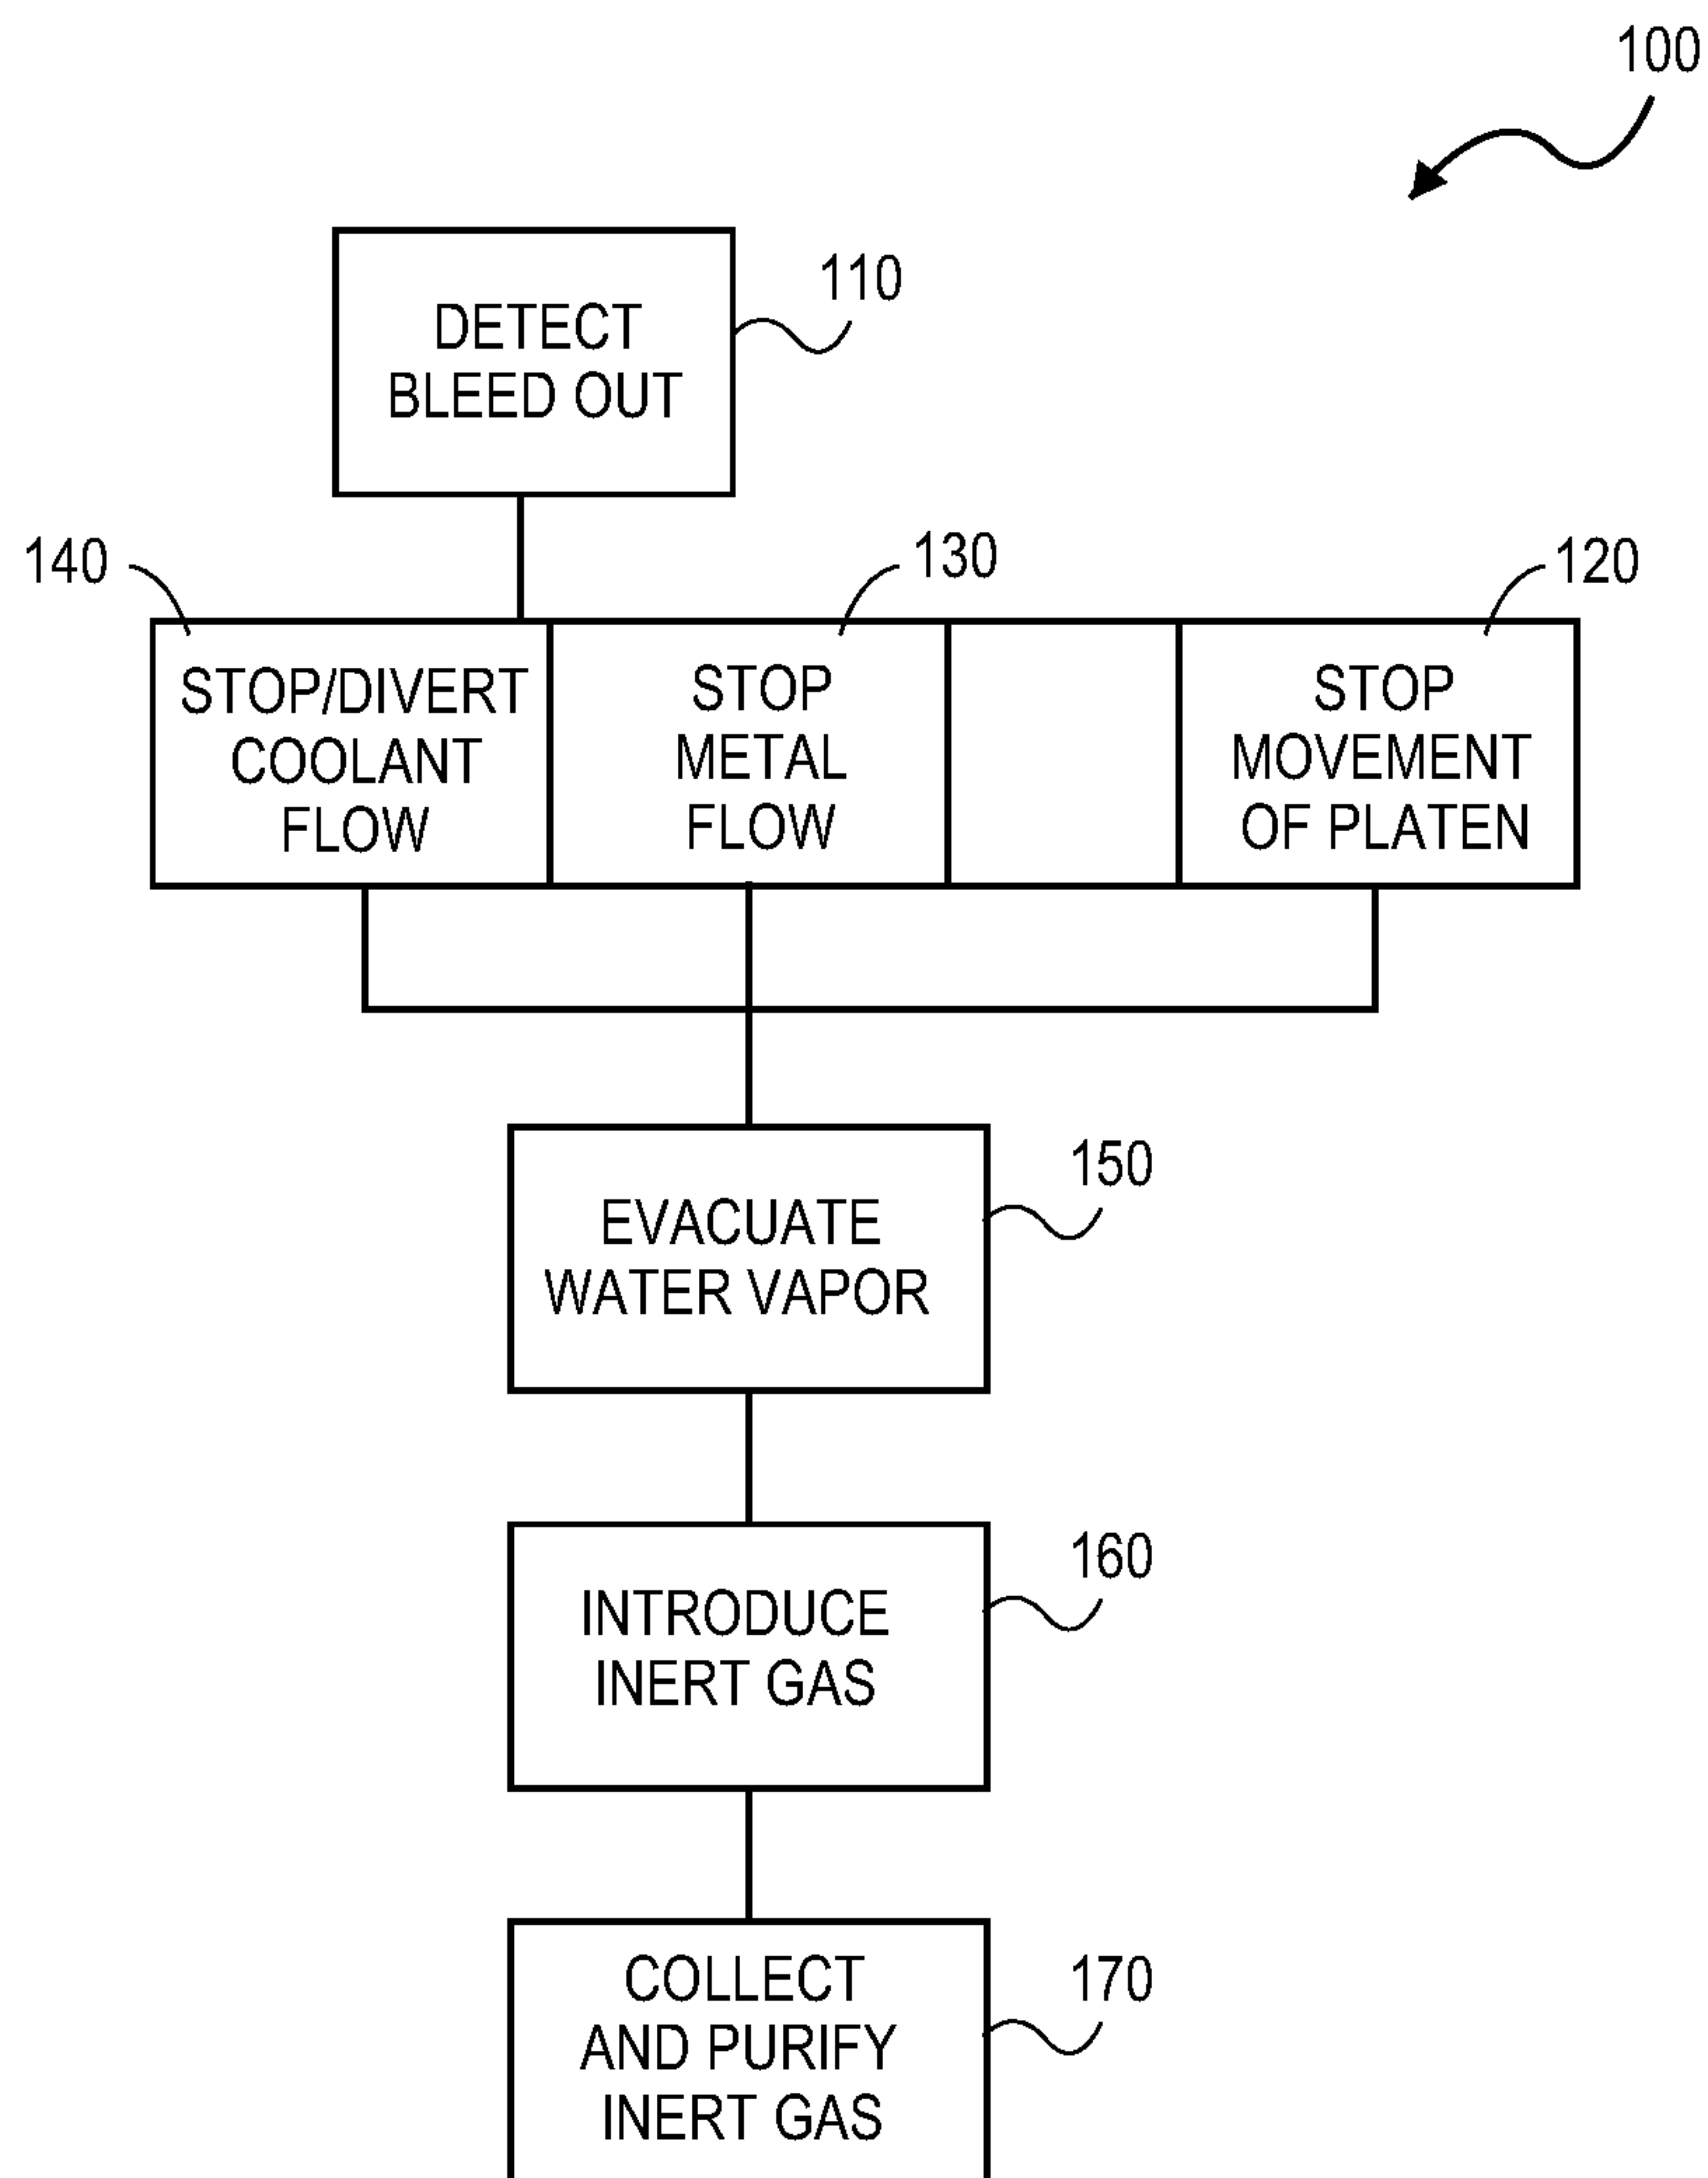 100
DETECT
BLEED OUT
110
140
130
120
STOP/DIVERT
COOLANT
FLOW
STOP
METAL
FLOW
STOP
MOVEMENT
OF PLATEN
EVACUATE
WATER VAPOR
150
INTRODUCE
INERT GAS
160
COLLECT
AND PURIFY
INERT GAS
170